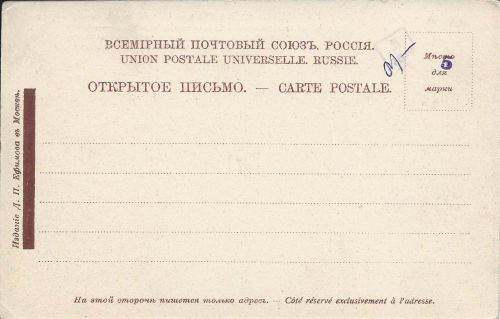 ВСЕМІРНЫЙ ПОЧТОВЫЙ СОЮЗЪ. РОССІЯ.
UNION POSTALE UNIVERSELLE. RUSSIE.
ОТКРЫТОЕ ПИСЬМО. — CARTE POSTALE.
Мѣсто
для
марки
5
Изданіе Д. П. Ефимова въ Москвѣ.
На этой сторонѣ пишется только адресъ. — Côté réservé exclusivement à l'adresse.